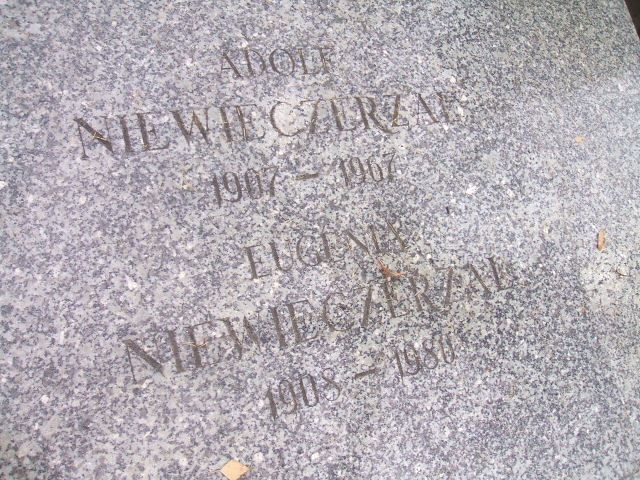 ADOLF
NIEWIECZERZAŁ
1907 - 1967
EUGENIA
NIEWIECZERZAŁ
1908 - 1980